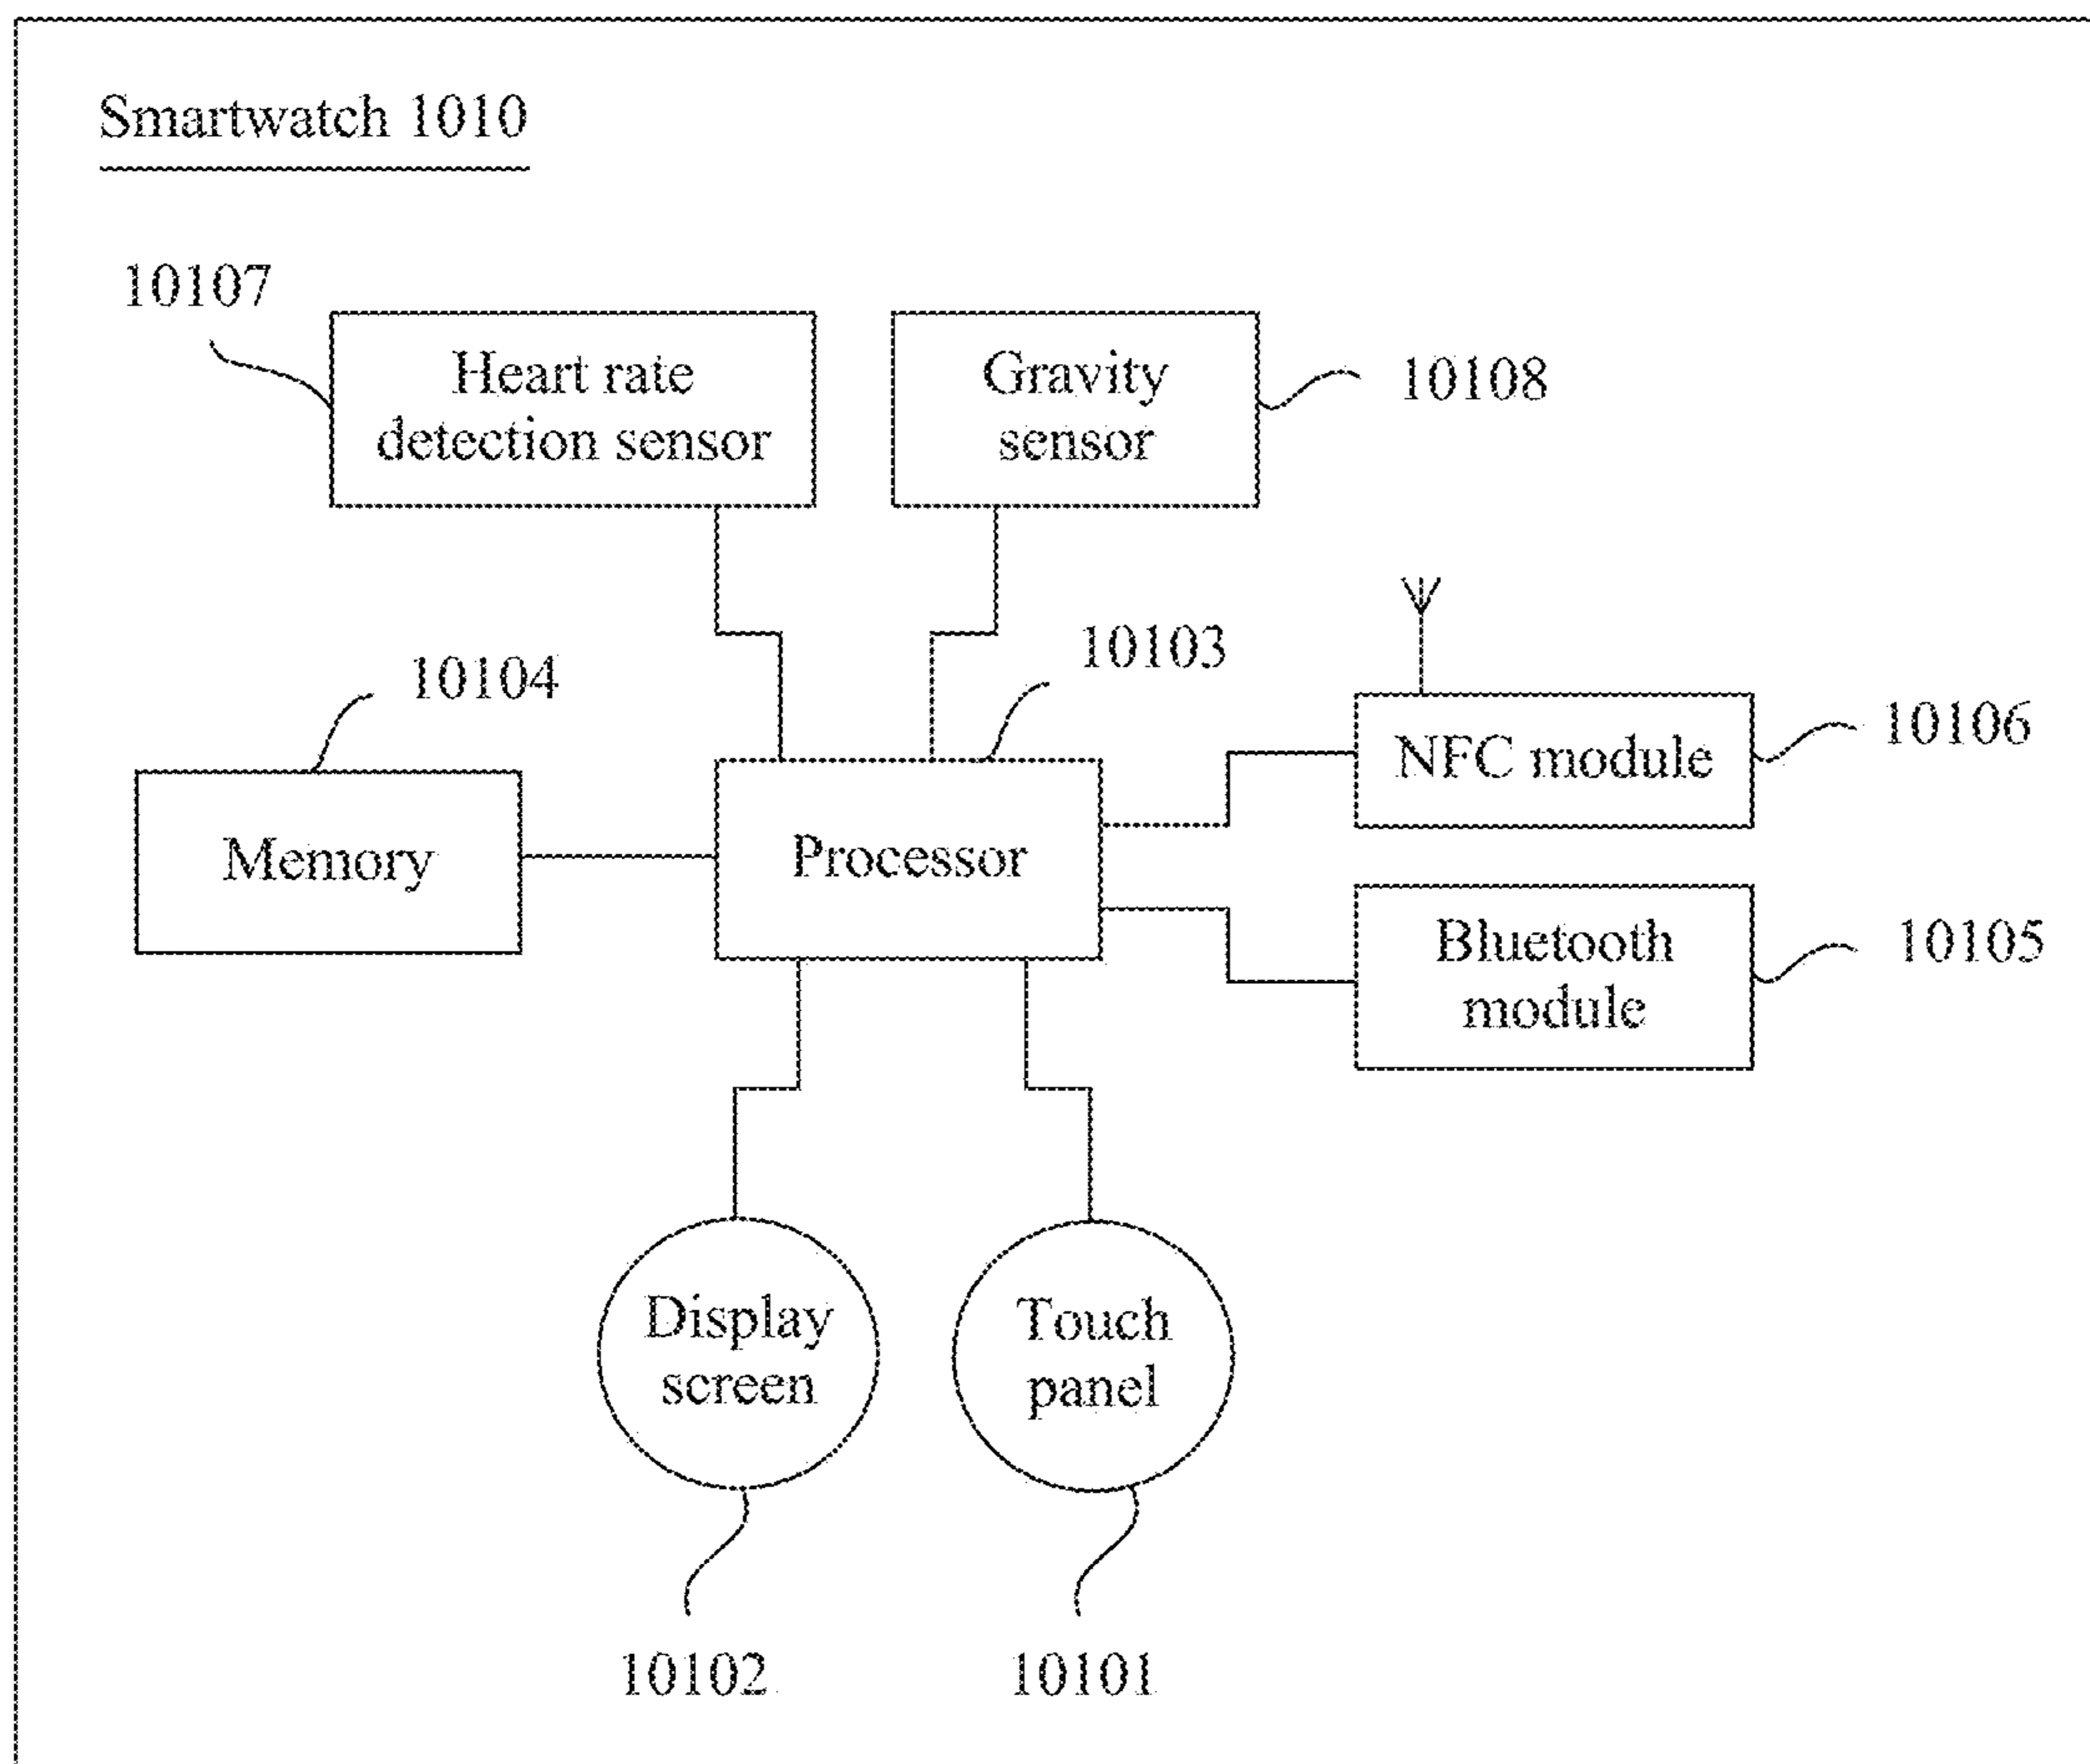 Smartwatch 1010
10107
Heart rate
detection sensor
Gravity
sensor
10108
10104
10103
Memory
Processor
NFC module
10106
Bluetooth
module
10105
Display
screen
Touch
panel
10102
10101